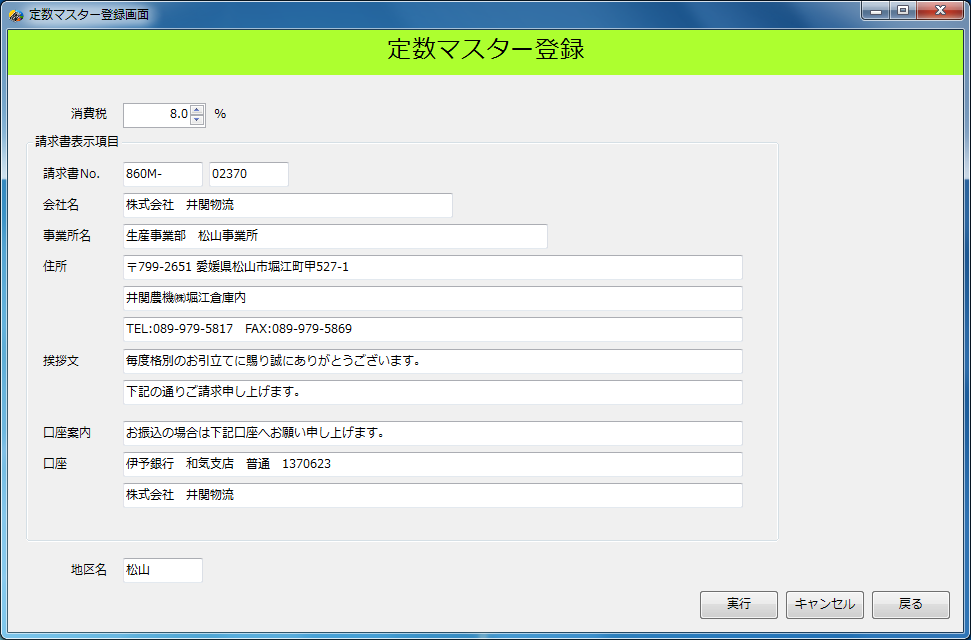 定数マスター登録画面
定数マスター登録
消費税 8.0 %
請求書表示項目
請求書No. 860M- 02370
会社名 株式会社　井関物流
事業所名 生産事業部　松山事業所
住所 〒799-2651 愛媛県松山市堀江町甲527-1
井関農機㈱堀江倉庫内
TEL:089-979-5817　FAX:089-979-5869
挨拶文 毎度格別のお引立てに賜り誠にありがとうございます。
下記の通りご請求申し上げます。
口座案内 お振込の場合は下記口座へお願い申し上げます。
口座 伊予銀行　和気支店　普通　1370623
株式会社　井関物流
地区名 松山
実行 キャンセル 戻る